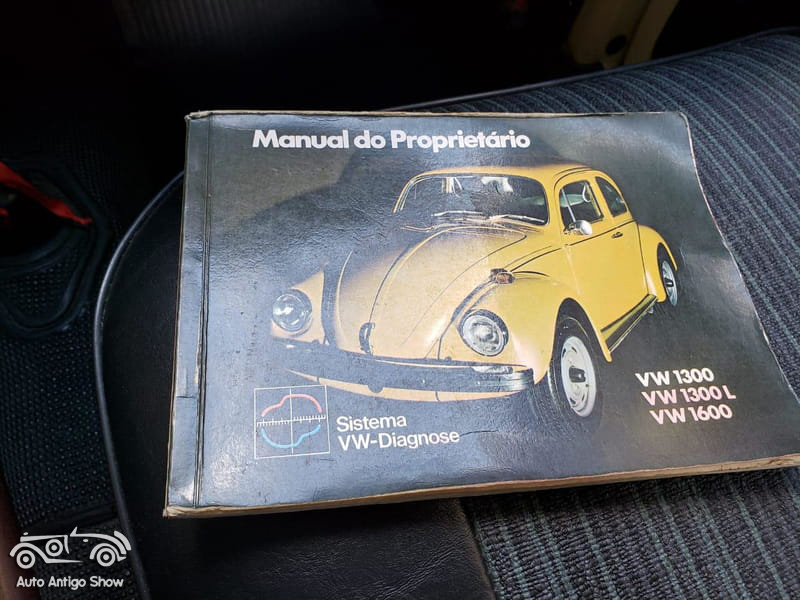 Manual do Proprietário
VW 1300
VW 1300 L
VW 1600
Sistema
VW-Diagnose
Auto Antigo Show